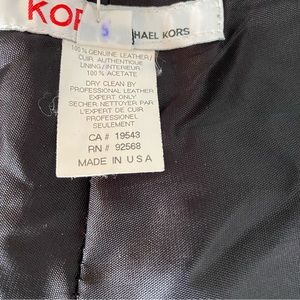 KOR
S
HAEL KORS
100% GENUINE LEATHER/
CUIR AUTHENTIQUE
LINING/INTERIEUR
100% ACETATE
DRY CLEAN BY
PROFESSIONAL LEATHER
EXPERT ONLY
SECHER NETTOYER PAR
L'EXPERT DE CUIR
PROFESSIONEL
SEULEMENT
CA # 19543
RN # 92568
MADE IN USA